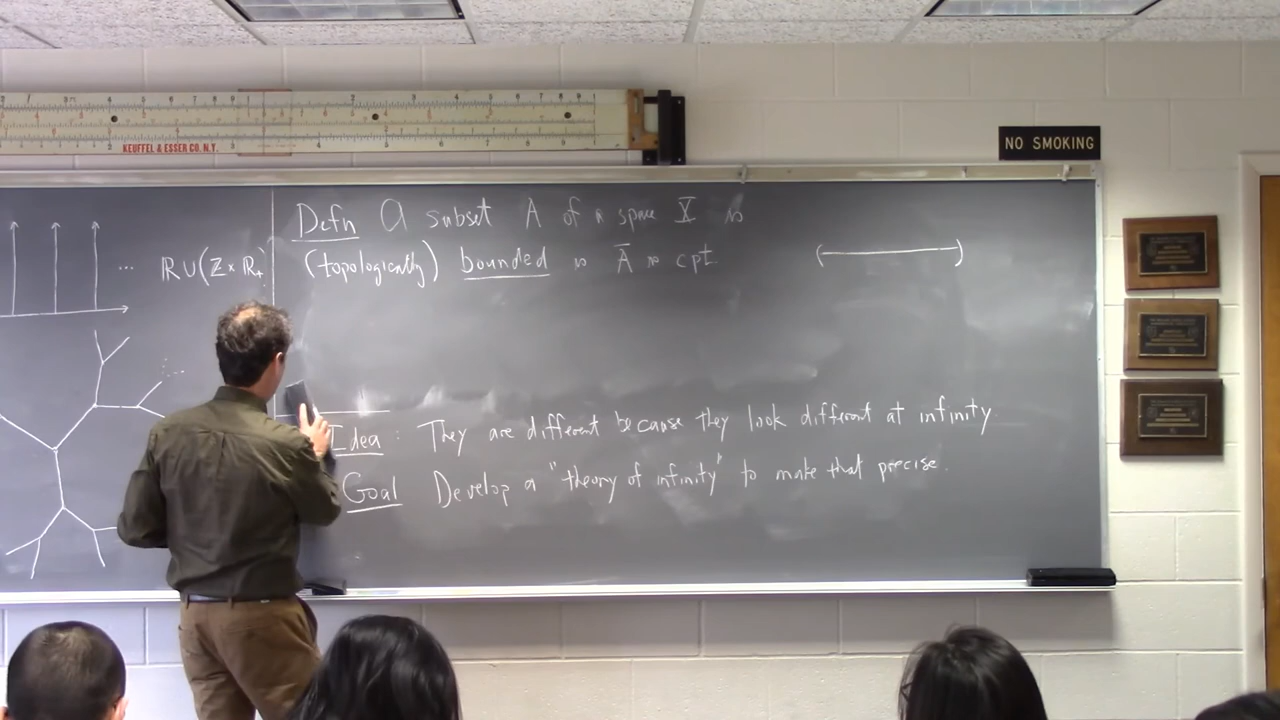 KEUFFEL & ESSER CO. N.Y.
NO SMOKING
... ℝ∪(ℤ×ℝ₊)
Defn A subset A of a space X is
(topologically) bounded is Ā is cpt.
Idea : They are different because they look different at infinity.
Goal Develop a "theory of infinity" to make that precise.